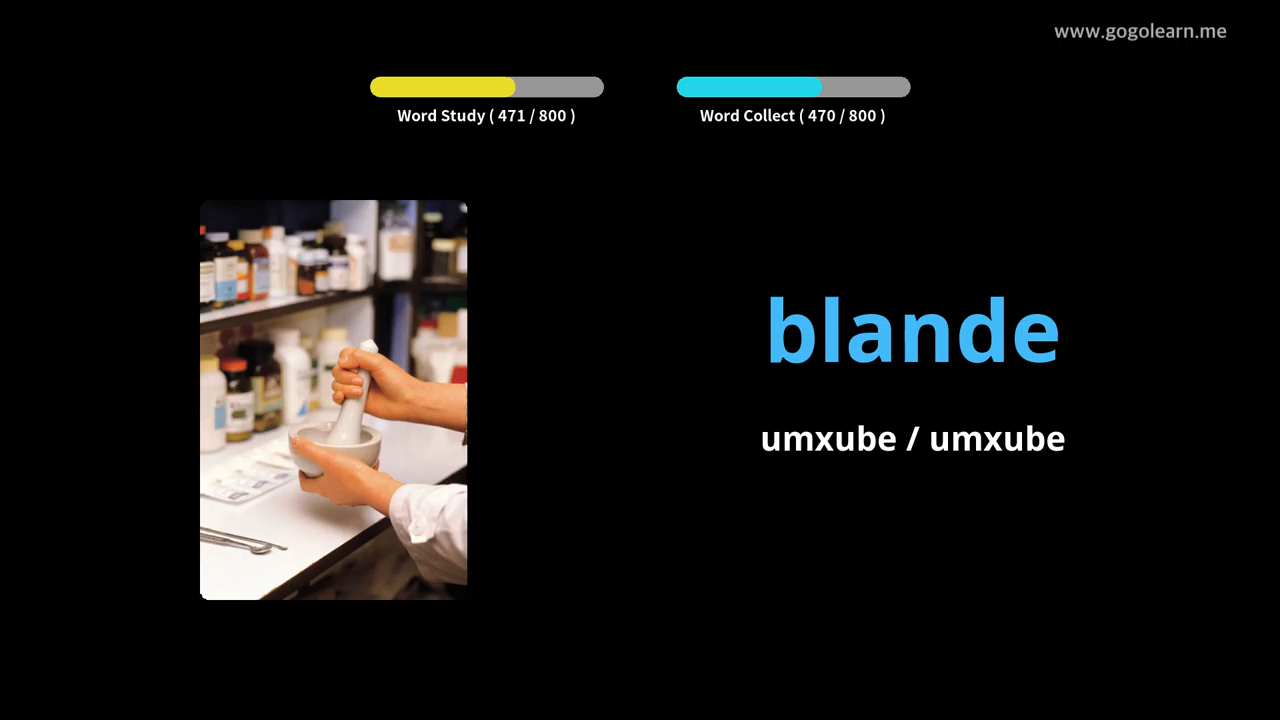 www.gogolearn.me
Word Study ( 471 / 800 )
Word Collect ( 470 / 800 )
blande
umxube / umxube